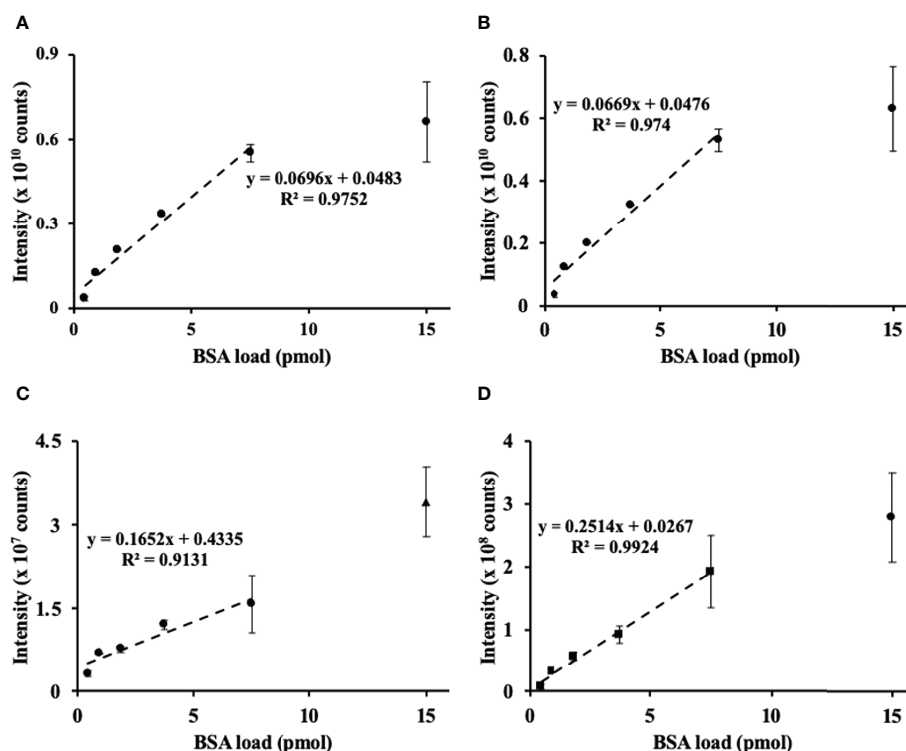 A
Intensity (x 10¹⁰ counts)
0.9
0.6
0.3
0
y = 0.0696x + 0.0483
R² = 0.9752
0 5 10 15
BSA load (pmol)
B
Intensity (x 10¹⁰ counts)
0.8
0.6
0.4
0.2
0
y = 0.0669x + 0.0476
R² = 0.974
0 5 10 15
BSA load (pmol)
C
Intensity (x 10⁷ counts)
4.5
3
1.5
0
y = 0.1652x + 0.4335
R² = 0.9131
0 5 10 15
BSA load (pmol)
D
Intensity (x 10⁸ counts)
4
3
2
1
0
y = 0.2514x + 0.0267
R² = 0.9924
0 5 10 15
BSA load (pmol)